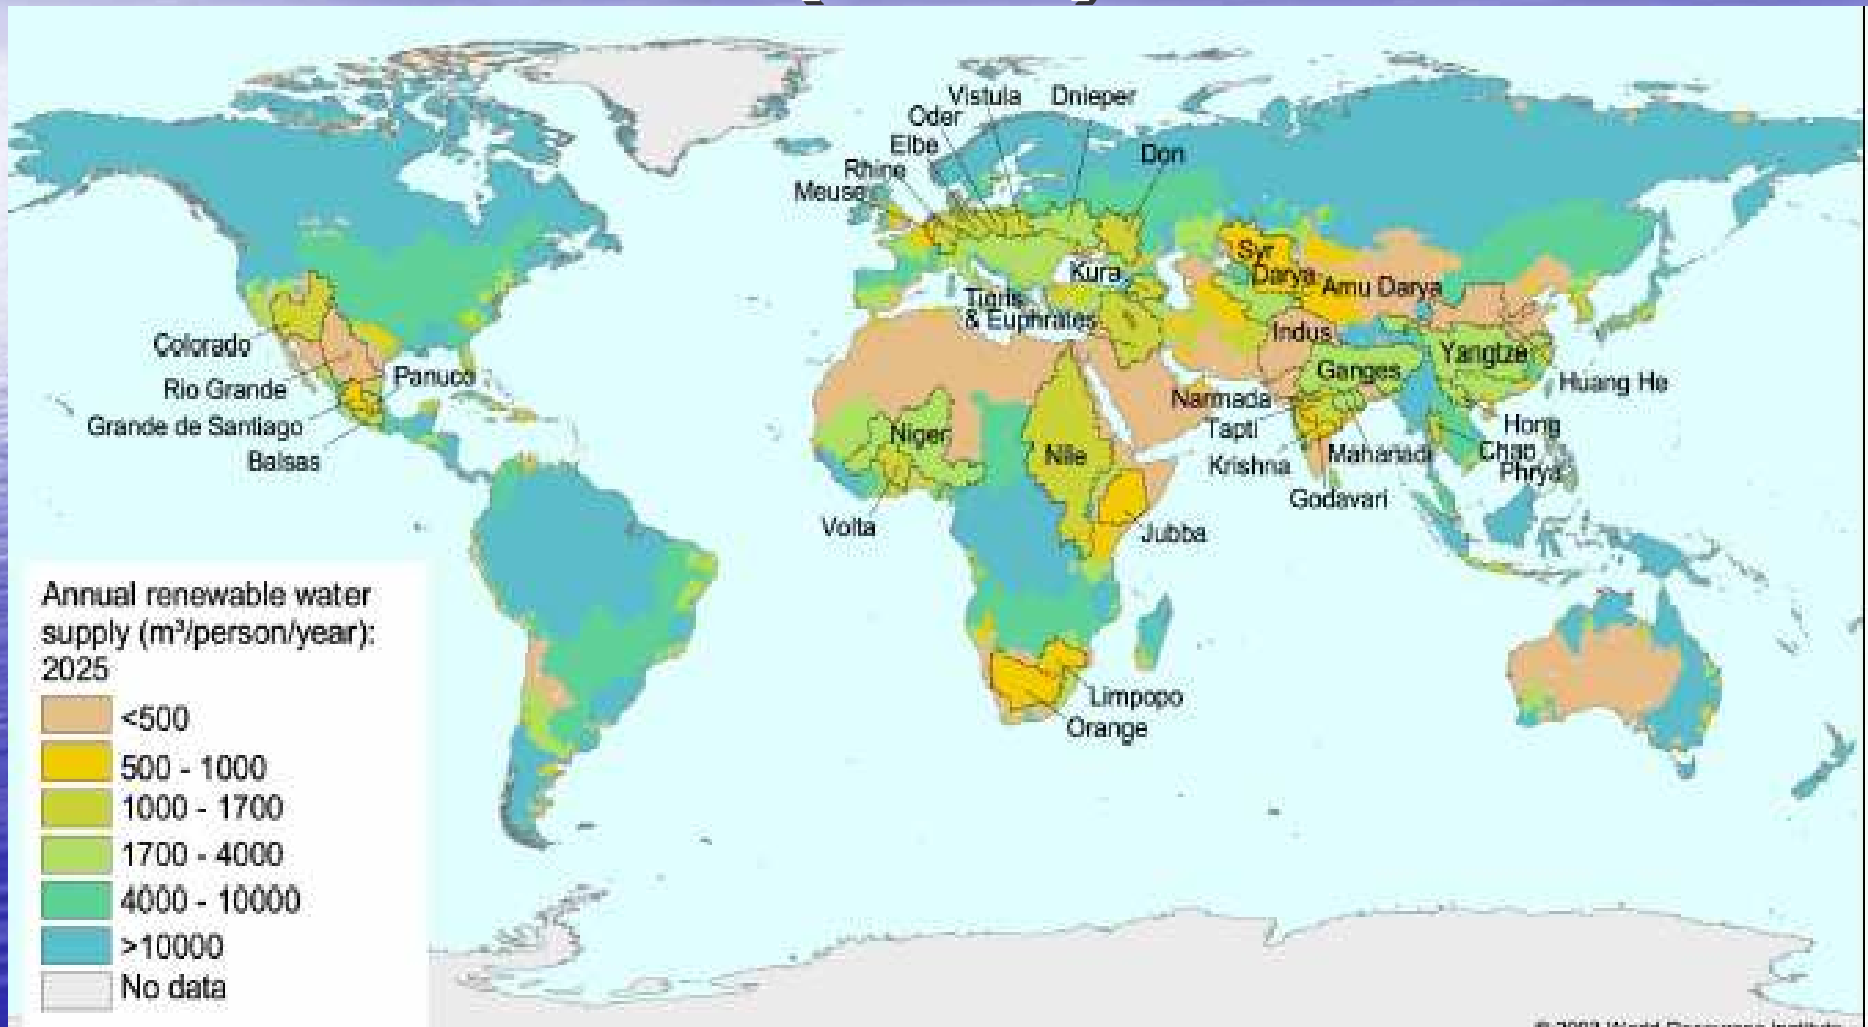 Vistula
Dnieper
Oder
Elbe
Don
Rhine
Meuse
Syr
Darya
Kura
Amu Darya
Tigris
& Euphrates
Indus
Colorado
Yangtze
Ganges
Panuco
Rio Grande
Huang He
Narmada
Grande de Santiago
Hong
Tapti
Niger
Nile
Mahanadi
Chao
Phrya
Balsas
Krishna
Godavari
Volta
Jubba
Limpopo
Orange
Annual renewable water
supply (m³/person/year):
2025
<500
500 - 1000
1000 - 1700
1700 - 4000
4000 - 10000
>10000
No data